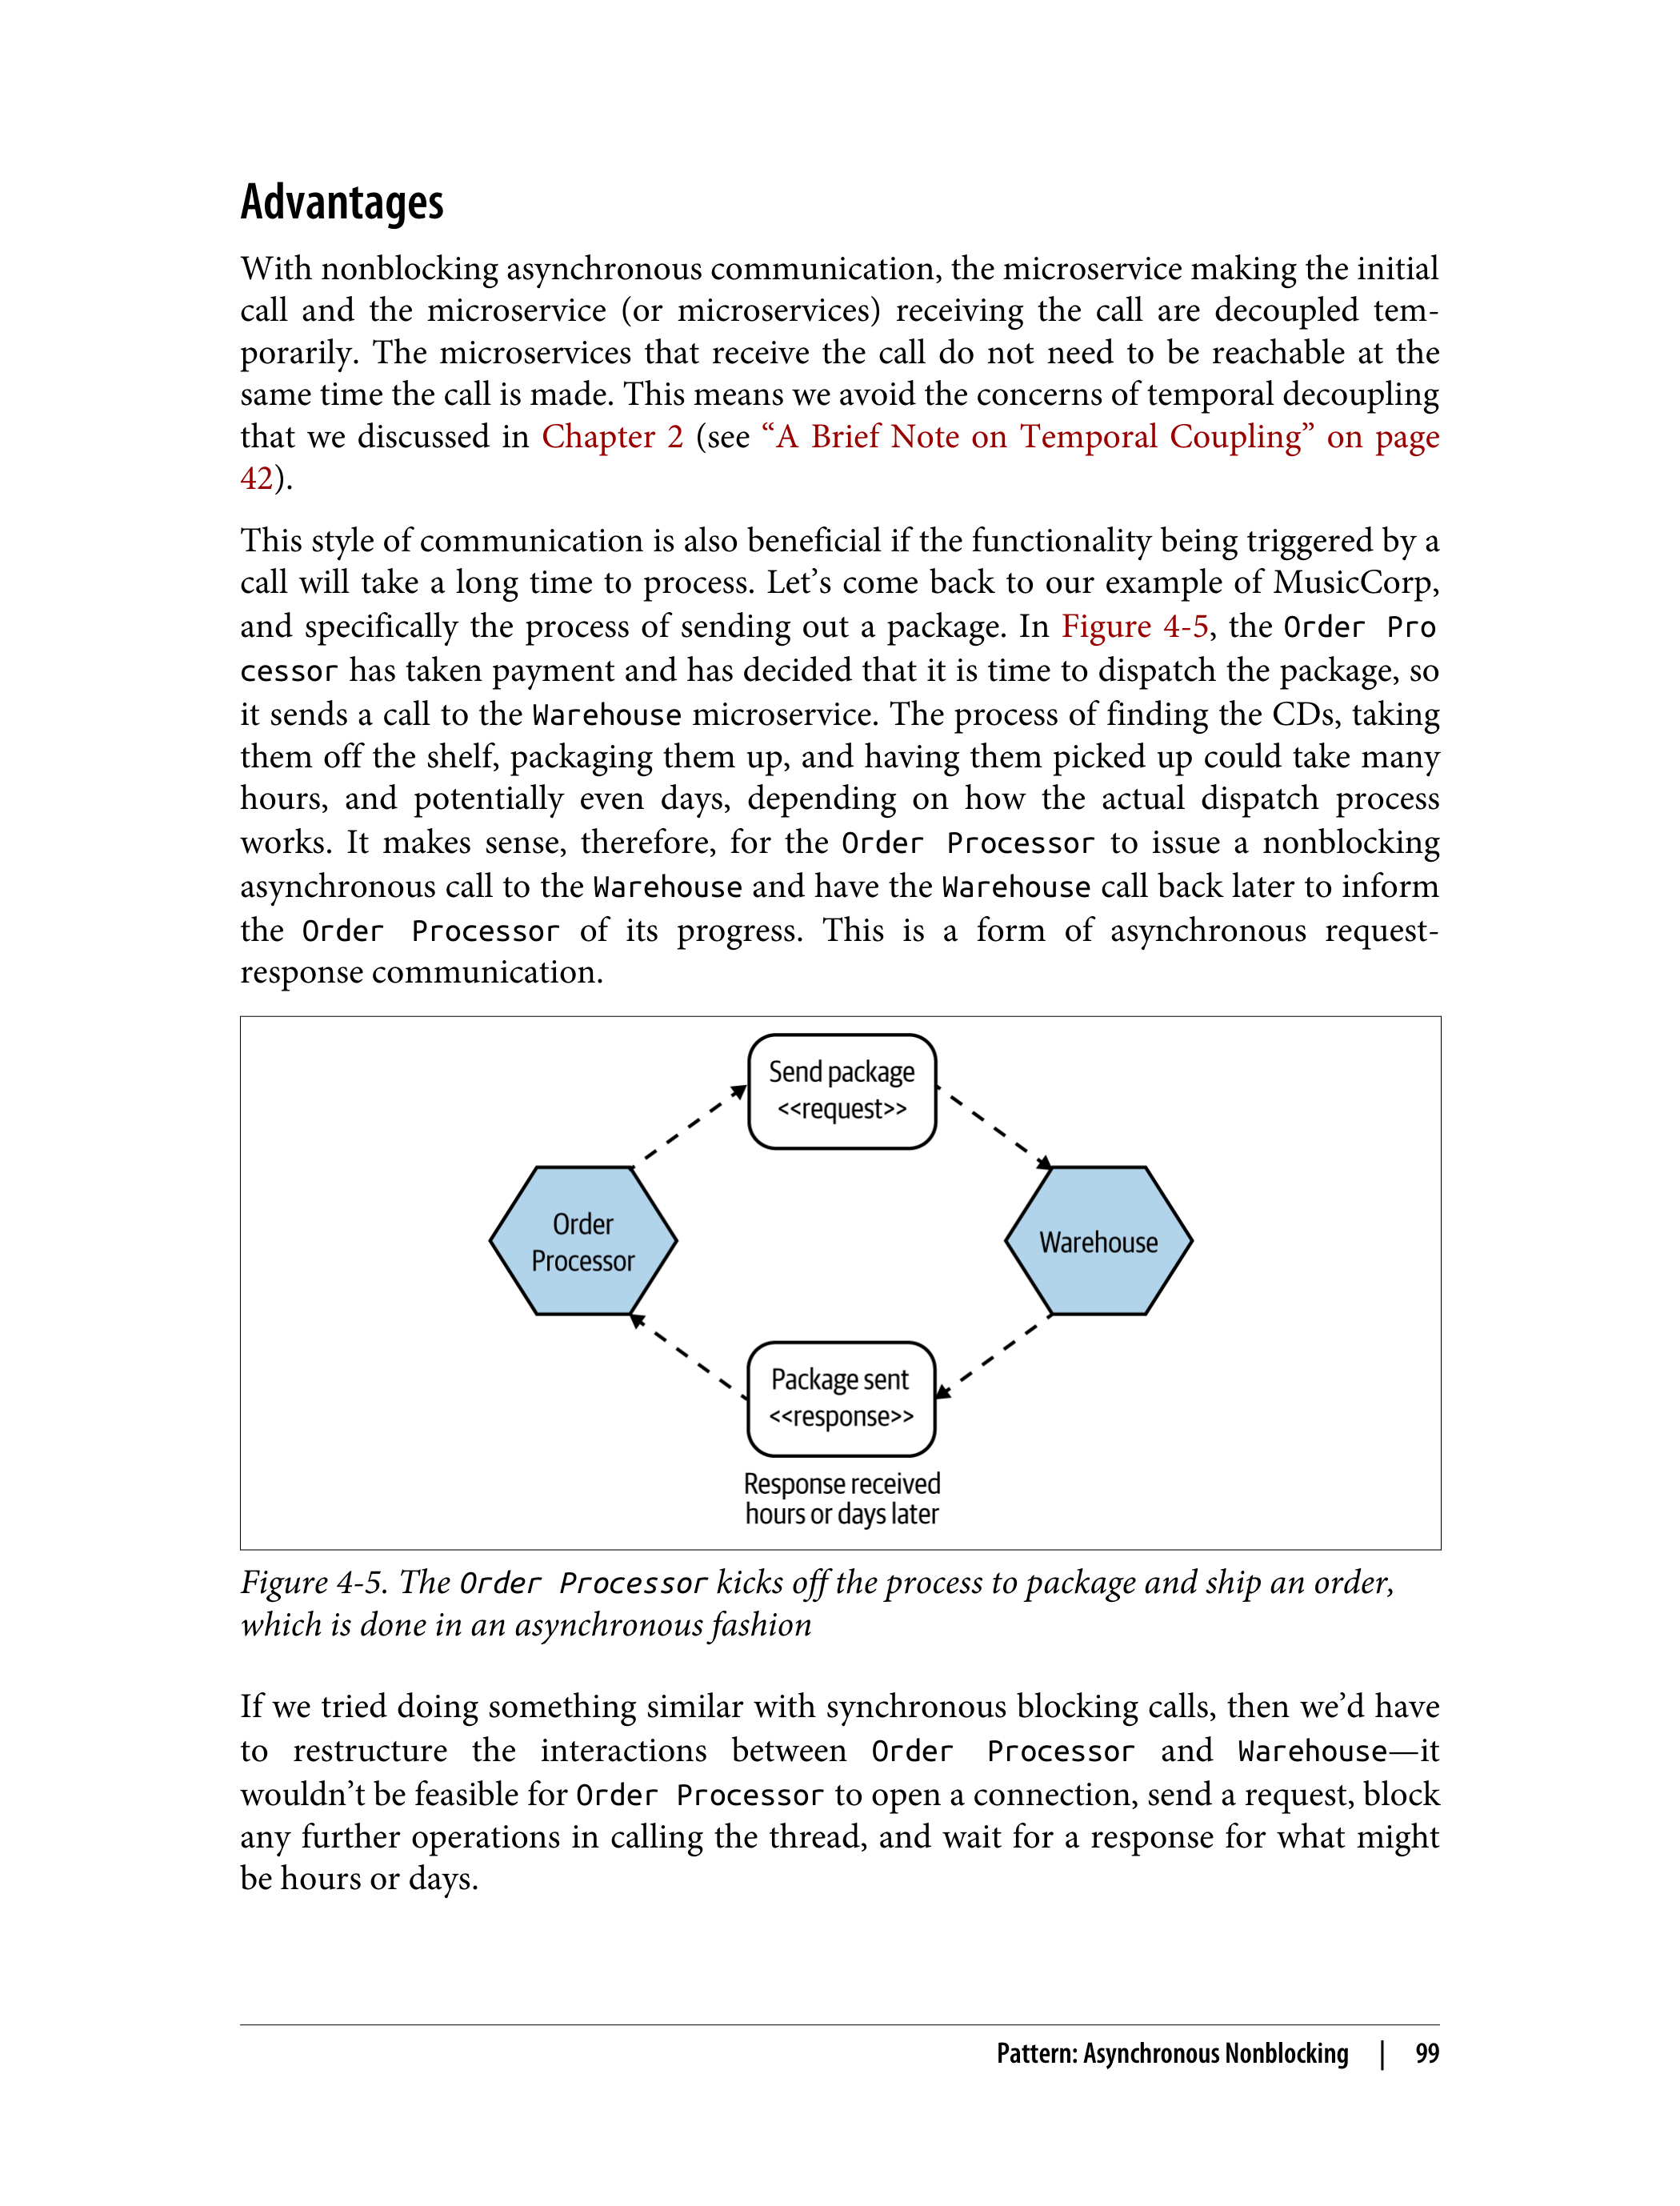 Advantages
With nonblocking asynchronous communication, the microservice making the initial
call and the microservice (or microservices) receiving the call are decoupled tem-
porarily. The microservices that receive the call do not need to be reachable at the
same time the call is made. This means we avoid the concerns of temporal decoupling
that we discussed in Chapter 2 (see “A Brief Note on Temporal Coupling” on page
42).
This style of communication is also beneficial if the functionality being triggered by a
call will take a long time to process. Let’s come back to our example of MusicCorp,
and specifically the process of sending out a package. In Figure 4-5, the Order Pro
cessor has taken payment and has decided that it is time to dispatch the package, so
it sends a call to the Warehouse microservice. The process of finding the CDs, taking
them off the shelf, packaging them up, and having them picked up could take many
hours, and potentially even days, depending on how the actual dispatch process
works. It makes sense, therefore, for the Order Processor to issue a nonblocking
asynchronous call to the Warehouse and have the Warehouse call back later to inform
the Order Processor of its progress. This is a form of asynchronous request-
response communication.
Send package
<<request>>
Order
Processor
Warehouse
Package sent
<<response>>
Response received
hours or days later
Figure 4-5. The Order Processor kicks off the process to package and ship an order,
which is done in an asynchronous fashion
If we tried doing something similar with synchronous blocking calls, then we’d have
to restructure the interactions between Order Processor and Warehouse—it
wouldn’t be feasible for Order Processor to open a connection, send a request, block
any further operations in calling the thread, and wait for a response for what might
be hours or days.
Pattern: Asynchronous Nonblocking | 99